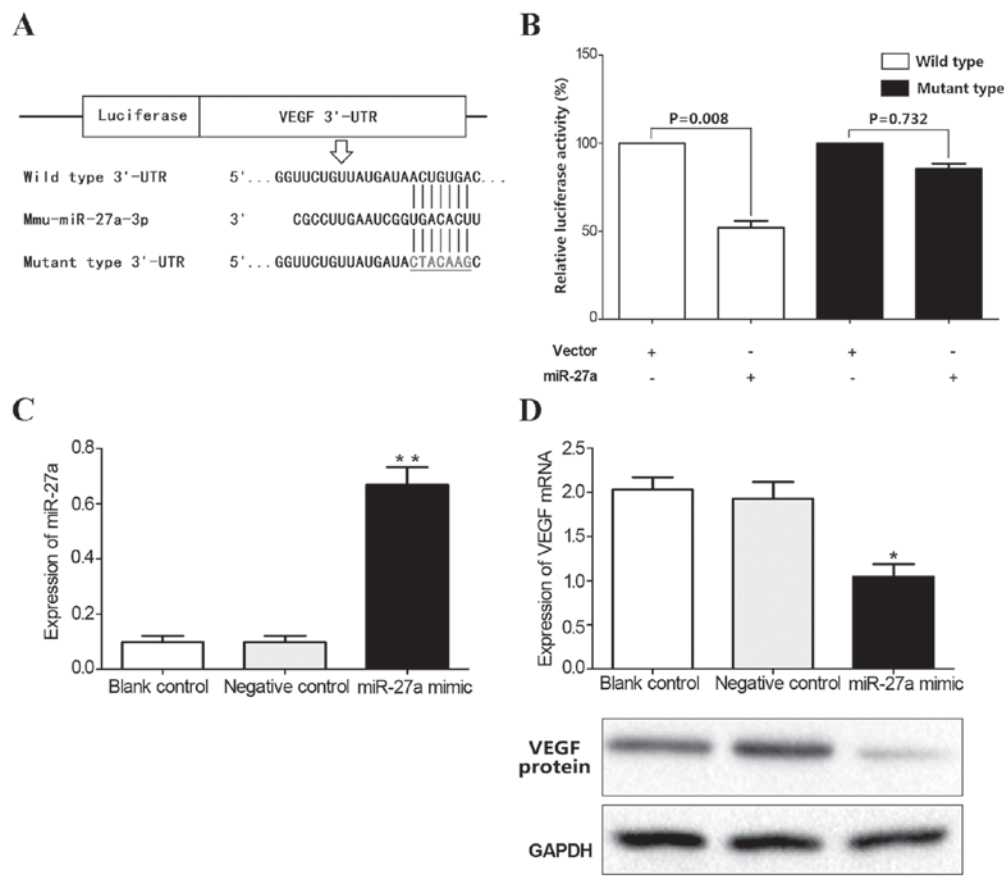 A
Luciferase VEGF 3'-UTR
Wild type 3'-UTR 5'... GGUUCUGUUAUGAUAACUGUGAC...
Mmu-miR-27a-3p 3' CGCCUUGAAUCGGUGACACUU
Mutant type 3'-UTR 5'... GGUUCUGUUAUGAUACTACAAGC
B
Relative luciferase activity (%)
150
100
50
0
Wild type
Mutant type
P=0.008
P=0.732
Vector + - + -
miR-27a - + - +
C
Expression of miR-27a
0.8
0.6
0.4
0.2
0.0
**
Blank control Negative control miR-27a mimic
D
Expression of VEGF mRNA
2.5
2.0
1.5
1.0
0.5
0.0
*
Blank control Negative control miR-27a mimic
VEGF
protein
GAPDH